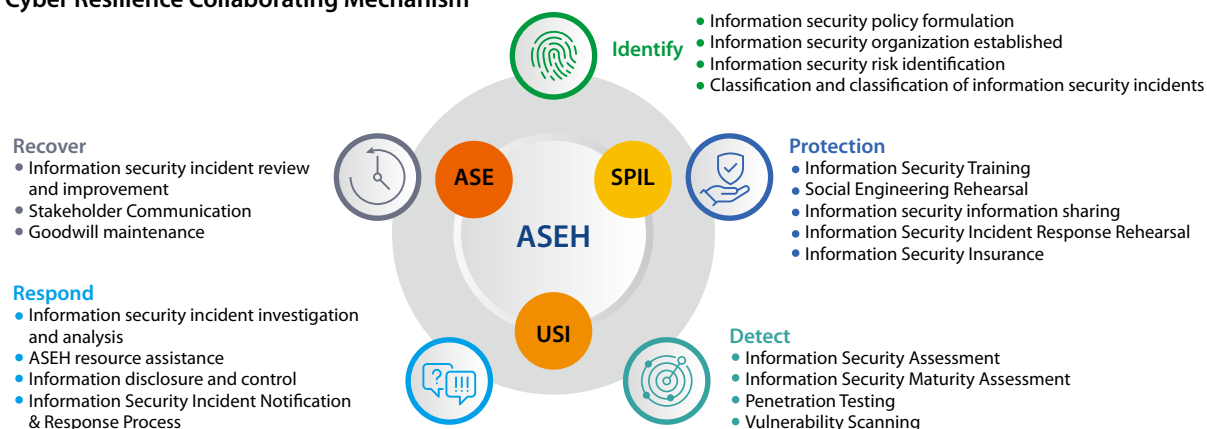 Cyber Resilience Collaborating Mechanism
Identify
• Information security policy formulation
• Information security organization established
• Information security risk identification
• Classification and classification of information security incidents
Recover
• Information security incident review
and improvement
• Stakeholder Communication
• Goodwill maintenance
ASE
SPIL
ASEH
USI
Protection
• Information Security Training
• Social Engineering Rehearsal
• Information security information sharing
• Information Security Incident Response Rehearsal
• Information Security Insurance
Respond
• Information security incident investigation
and analysis
• ASEH resource assistance
• Information disclosure and control
• Information Security Incident Notification
& Response Process
? !!!
Detect
• Information Security Assessment
• Information Security Maturity Assessment
• Penetration Testing
• Vulnerability Scanning